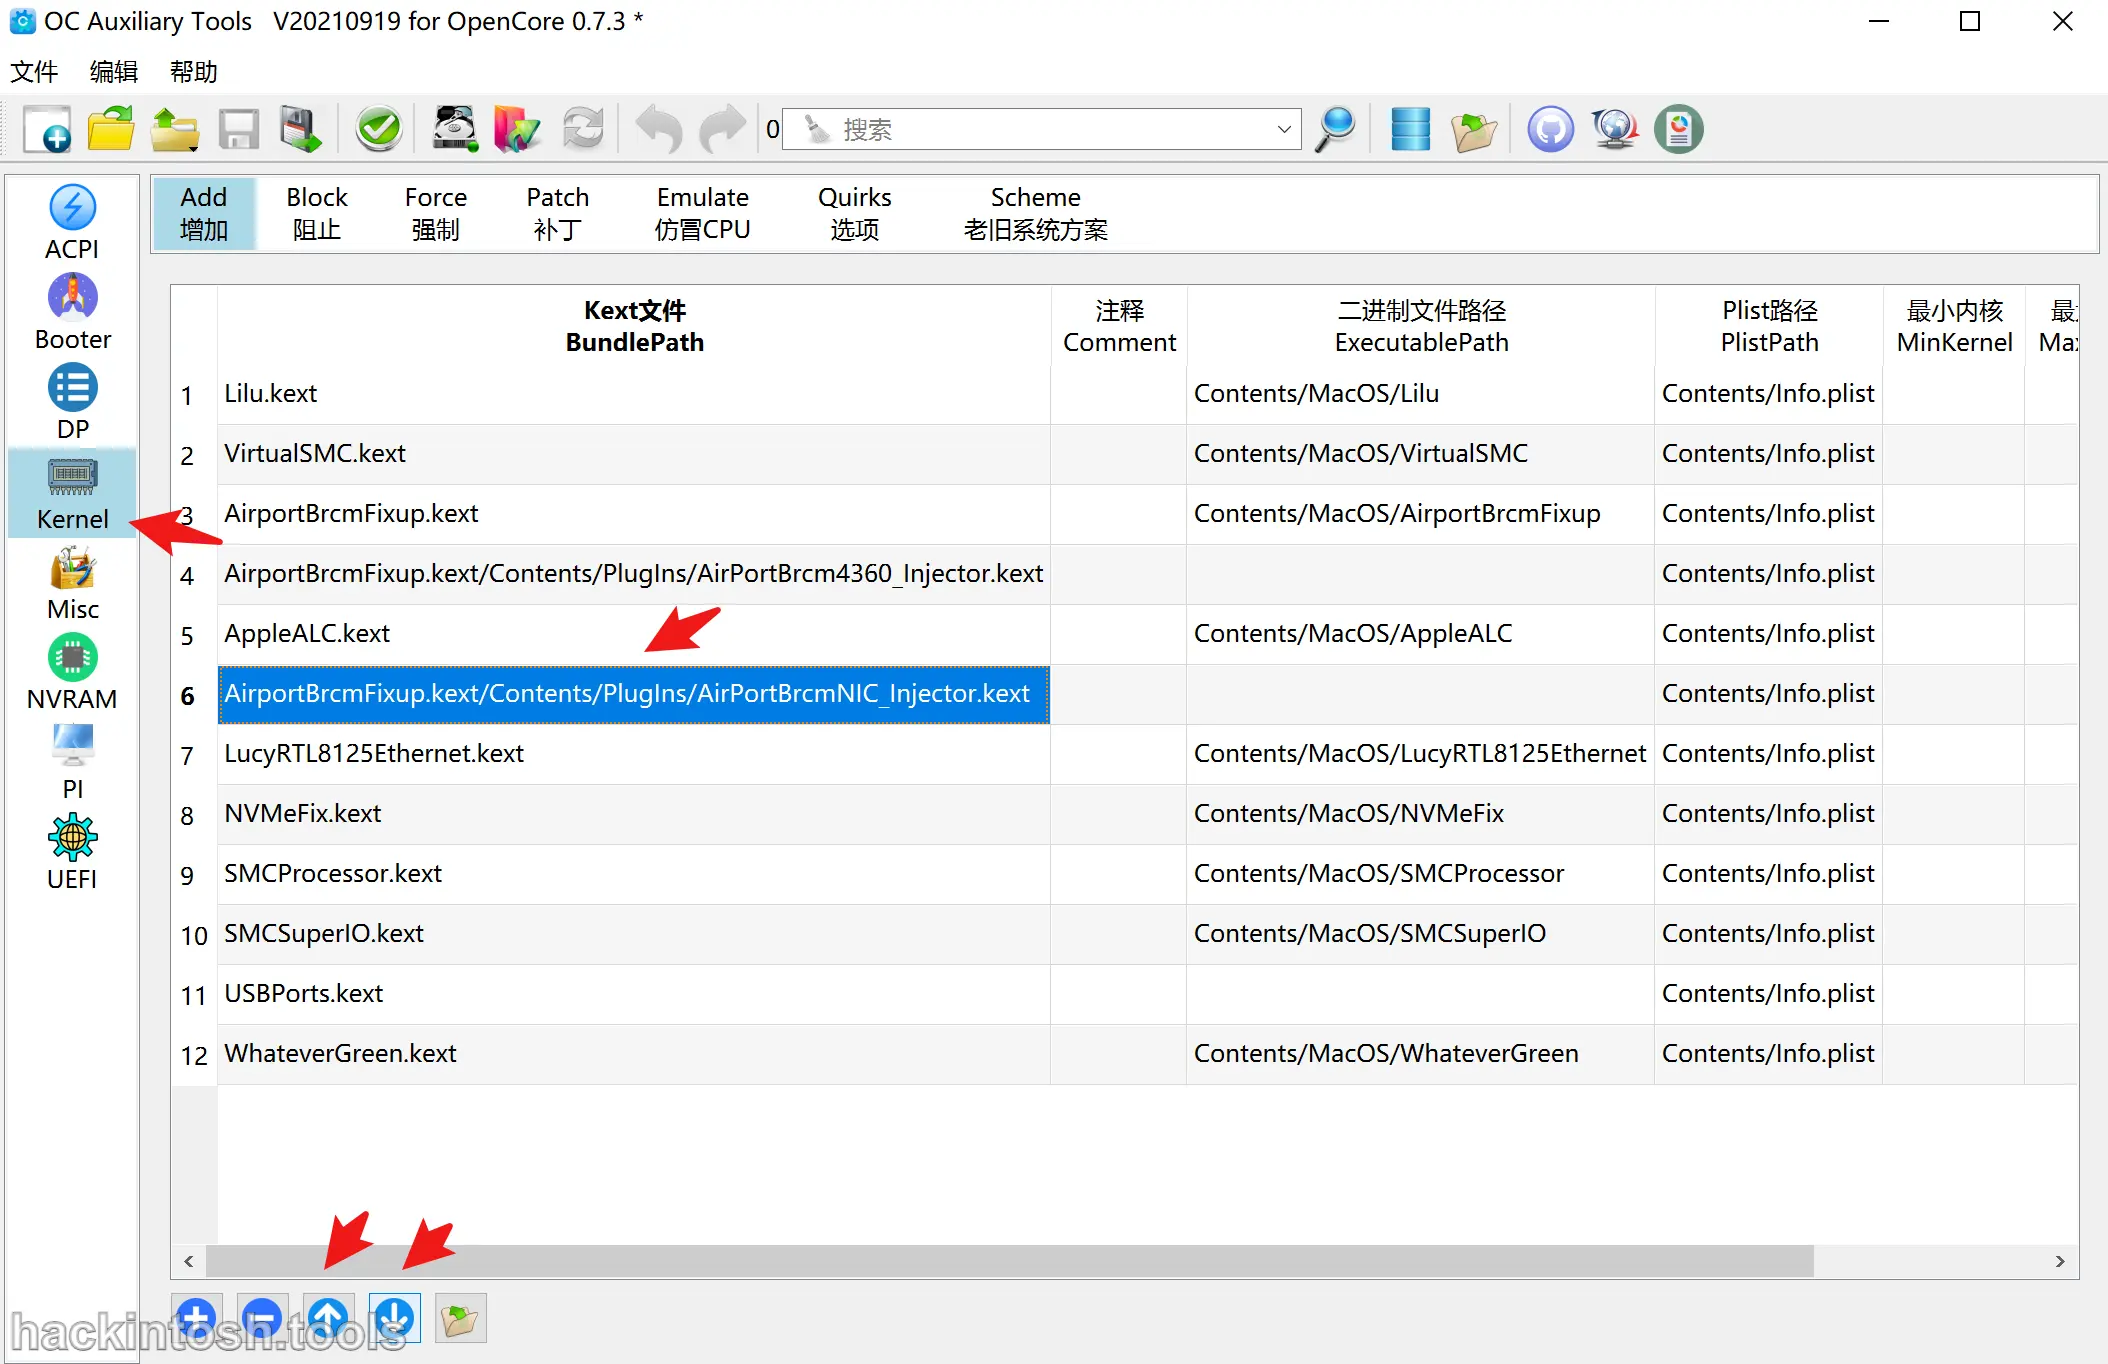 OC Auxiliary Tools V20210919 for OpenCore 0.7.3 *
文件 编辑 帮助
0 搜索
ACPI
Booter
DP
Kernel
Misc
NVRAM
PI
UEFI
Add Block Force Patch Emulate Quirks Scheme
增加 阻止 强制 补丁 仿冒CPU 选项 老旧系统方案
Kext文件 注释 二进制文件路径 Plist路径 最小内核 最
BundlePath Comment ExecutablePath PlistPath MinKernel Max
1 Lilu.kext Contents/MacOS/Lilu Contents/Info.plist
2 VirtualSMC.kext Contents/MacOS/VirtualSMC Contents/Info.plist
3 AirportBrcmFixup.kext Contents/MacOS/AirportBrcmFixup Contents/Info.plist
4 AirportBrcmFixup.kext/Contents/PlugIns/AirPortBrcm4360_Injector.kext Contents/Info.plist
5 AppleALC.kext Contents/MacOS/AppleALC Contents/Info.plist
6 AirportBrcmFixup.kext/Contents/PlugIns/AirPortBrcmNIC_Injector.kext Contents/Info.plist
7 LucyRTL8125Ethernet.kext Contents/MacOS/LucyRTL8125Ethernet Contents/Info.plist
8 NVMeFix.kext Contents/MacOS/NVMeFix Contents/Info.plist
9 SMCProcessor.kext Contents/MacOS/SMCProcessor Contents/Info.plist
10 SMCSuperIO.kext Contents/MacOS/SMCSuperIO Contents/Info.plist
11 USBPorts.kext Contents/Info.plist
12 WhateverGreen.kext Contents/MacOS/WhateverGreen Contents/Info.plist
hackintosh.tools